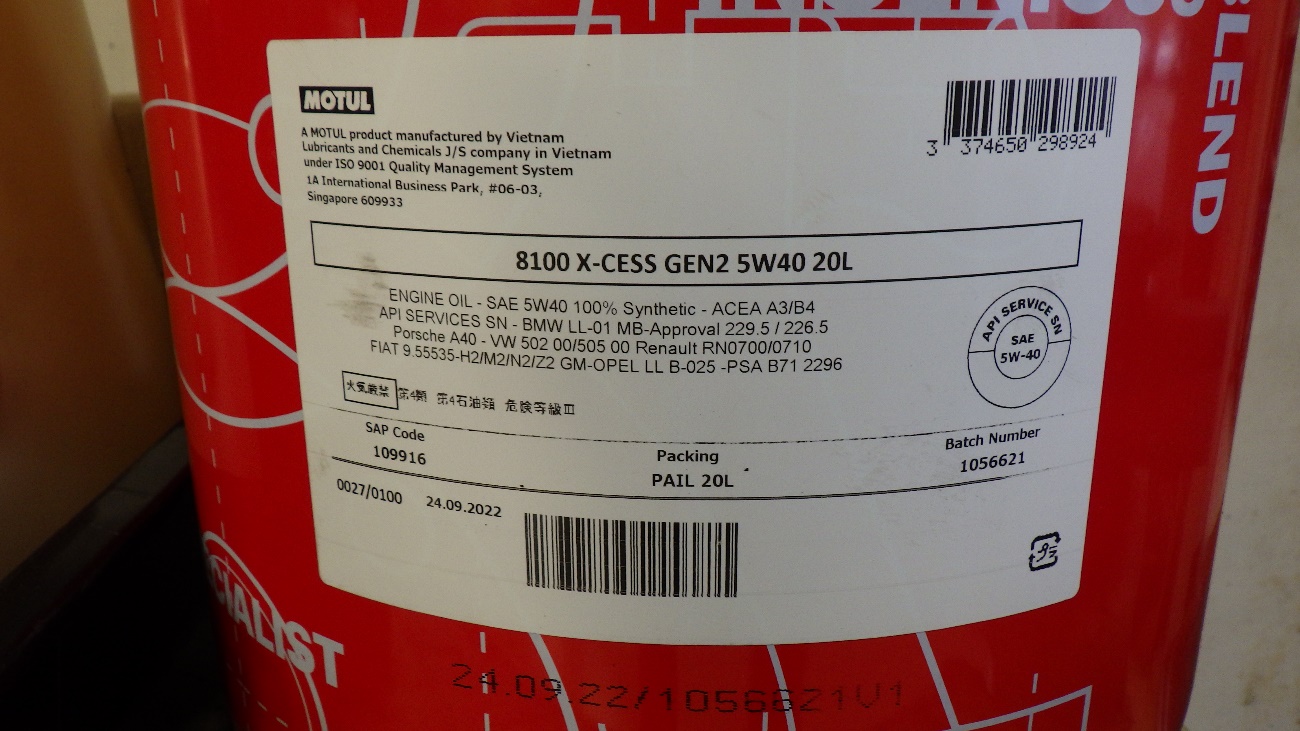 BLEND
MOTUL
A MOTUL product manufactured by Vietnam
Lubricants and Chemicals J/S company in Vietnam
under ISO 9001 Quality Management System
1A International Business Park, #06-03,
Singapore 609933
3 374650 298924
8100 X-CESS GEN2 5W40 20L
ENGINE OIL - SAE 5W40 100% Synthetic - ACEA A3/B4
API SERVICES SN - BMW LL-01 MB-Approval 229.5 / 226.5
Porsche A40 - VW 502 00/505 00 Renault RN0700/0710
FIAT 9.55535-H2/M2/N2/Z2 GM-OPEL LL B-025 -PSA B71 2296
API SERVICE SN
SAE
5W-40
火気厳禁 第4類 第4石油類 危険等級Ⅲ
SAP Code
109916
Packing
PAIL 20L
Batch Number
1056621
0027/0100 24.09.2022
CIALIST
24.09.22/1056621V1